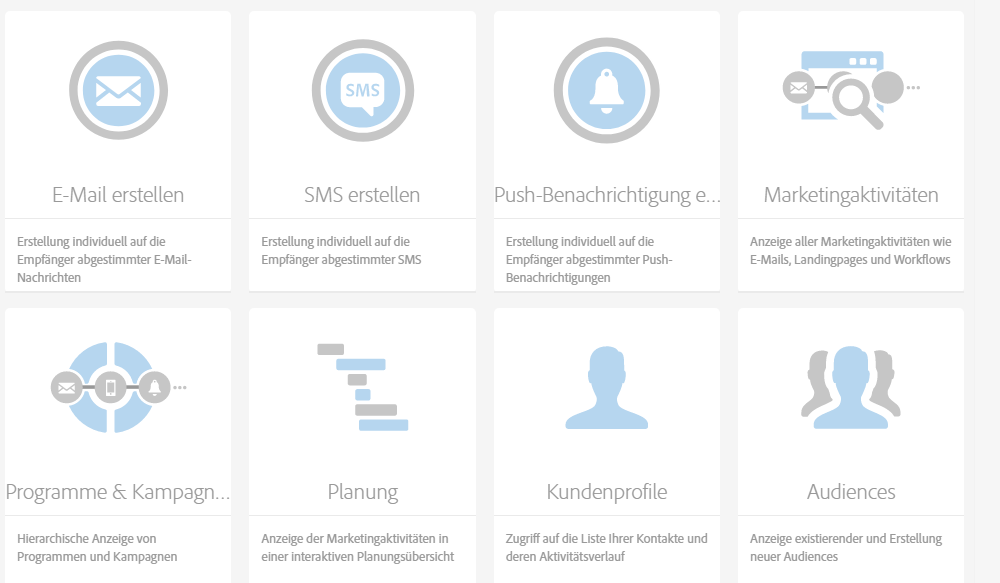 SMS
E-Mail erstellen
SMS erstellen
Push-Benachrichtigung e...
Marketingaktivitäten
Erstellung individuell auf die
Empfänger abgestimmter E-Mail-
Nachrichten
Erstellung individuell auf die
Empfänger abgestimmter SMS
Erstellung individuell auf die
Empfänger abgestimmter Push-
Benachrichtigungen
Anzeige aller Marketingaktivitäten wie
E-Mails, Landingpages und Workflows
Programme & Kampagn...
Planung
Kundenprofile
Audiences
Hierarchische Anzeige von
Programmen und Kampagnen
Anzeige der Marketingaktivitäten in
einer interaktiven Planungsübersicht
Zugriff auf die Liste Ihrer Kontakte und
deren Aktivitätsverlauf
Anzeige existierender und Erstellung
neuer Audiences